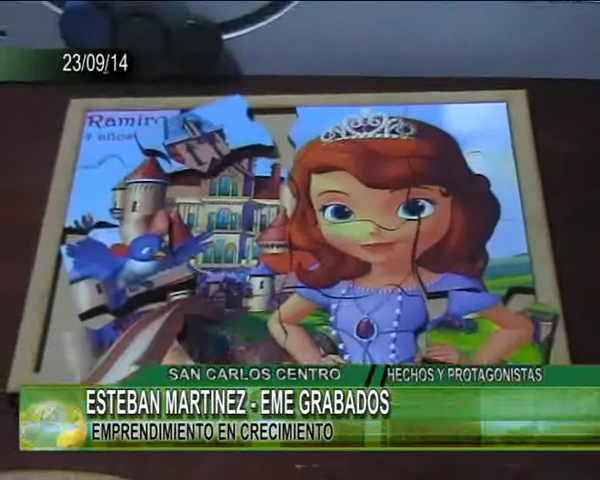 23/09/14
Ramiro
4 años
SAN CARLOS CENTRO // HECHOS Y PROTAGONISTAS
ESTEBAN MARTINEZ - EME GRABADOS
EMPRENDIMIENTO EN CRECIMIENTO